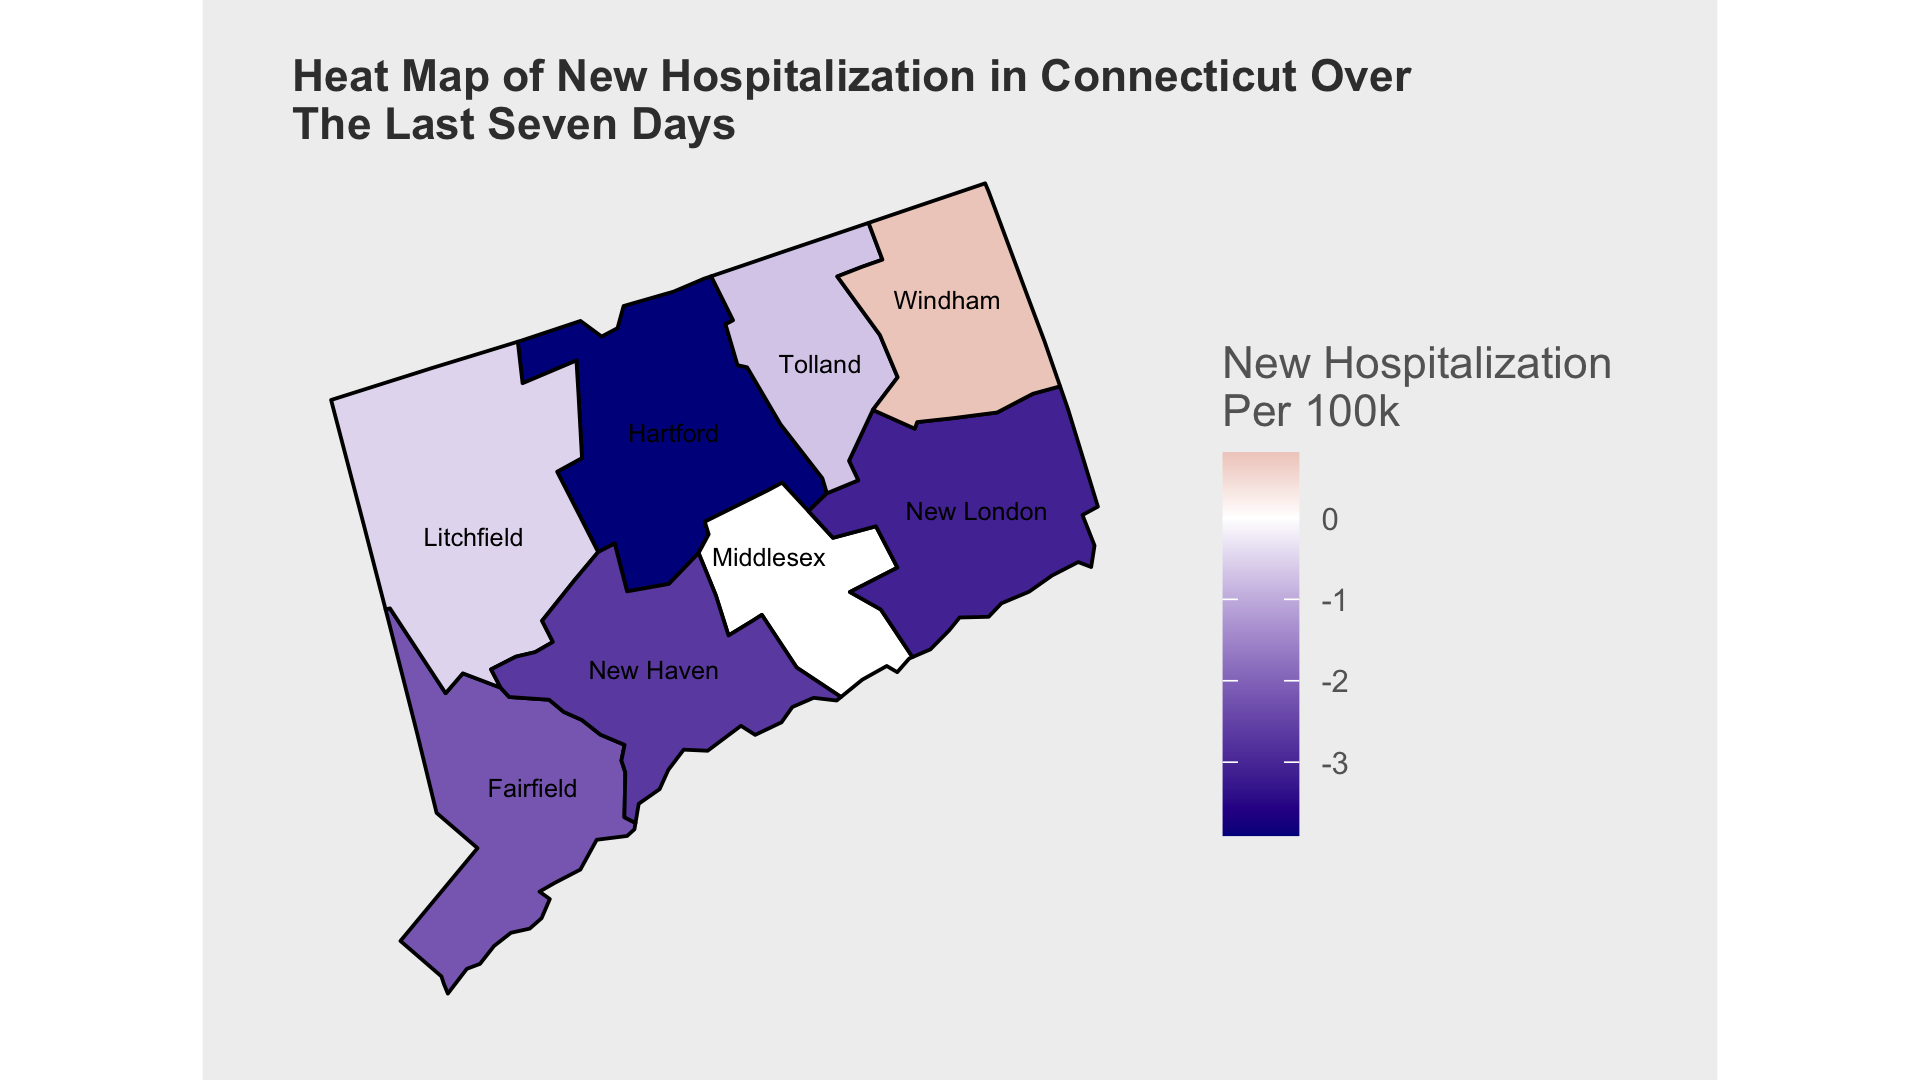 Heat Map of New Hospitalization in Connecticut Over
The Last Seven Days
Windham
Tolland
Hartford
New London
Litchfield
Middlesex
New Haven
Fairfield
New Hospitalization
Per 100k
0
-1
-2
-3